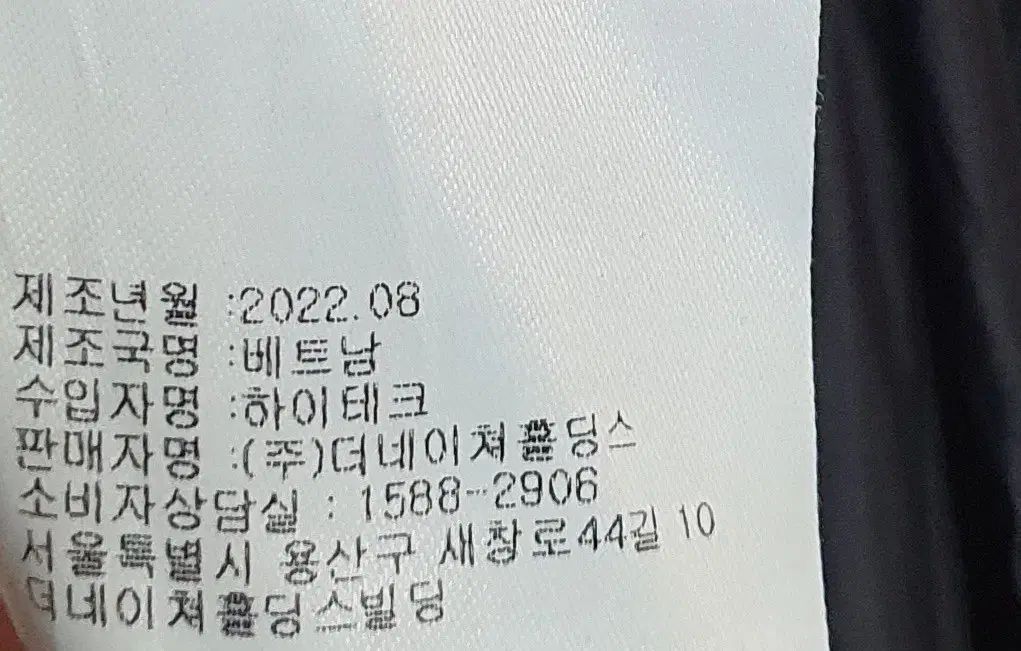 제조년월 :2022.08
제조국명 :베트남
수입자명 :하이테크
판매자명 :(주)더네이쳐홀딩스
소비자상담실 : 1588-2906
서울특별시 용산구 새창로44길 10
더네이쳐홀딩스빌딩